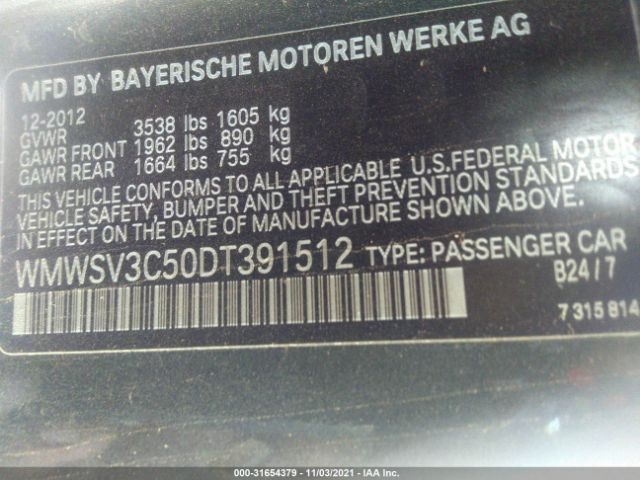 MFD BY BAYERISCHE MOTOREN WERKE AG
12-2012
GVWR 3538 lbs 1605 kg
GAWR FRONT 1962 lbs 890 kg
GAWR REAR 1664 lbs 755 kg
THIS VEHICLE CONFORMS TO ALL APPLICABLE U.S.FEDERAL MOTOR
VEHICLE SAFETY, BUMPER AND THEFT PREVENTION STANDARDS
IN EFFECT ON THE DATE OF MANUFACTURE SHOWN ABOVE.
WMWSV3C50DT391512 TYPE: PASSENGER CAR
B24/7
7 315 814
000-31654379 - 11/03/2021 - IAA Inc.